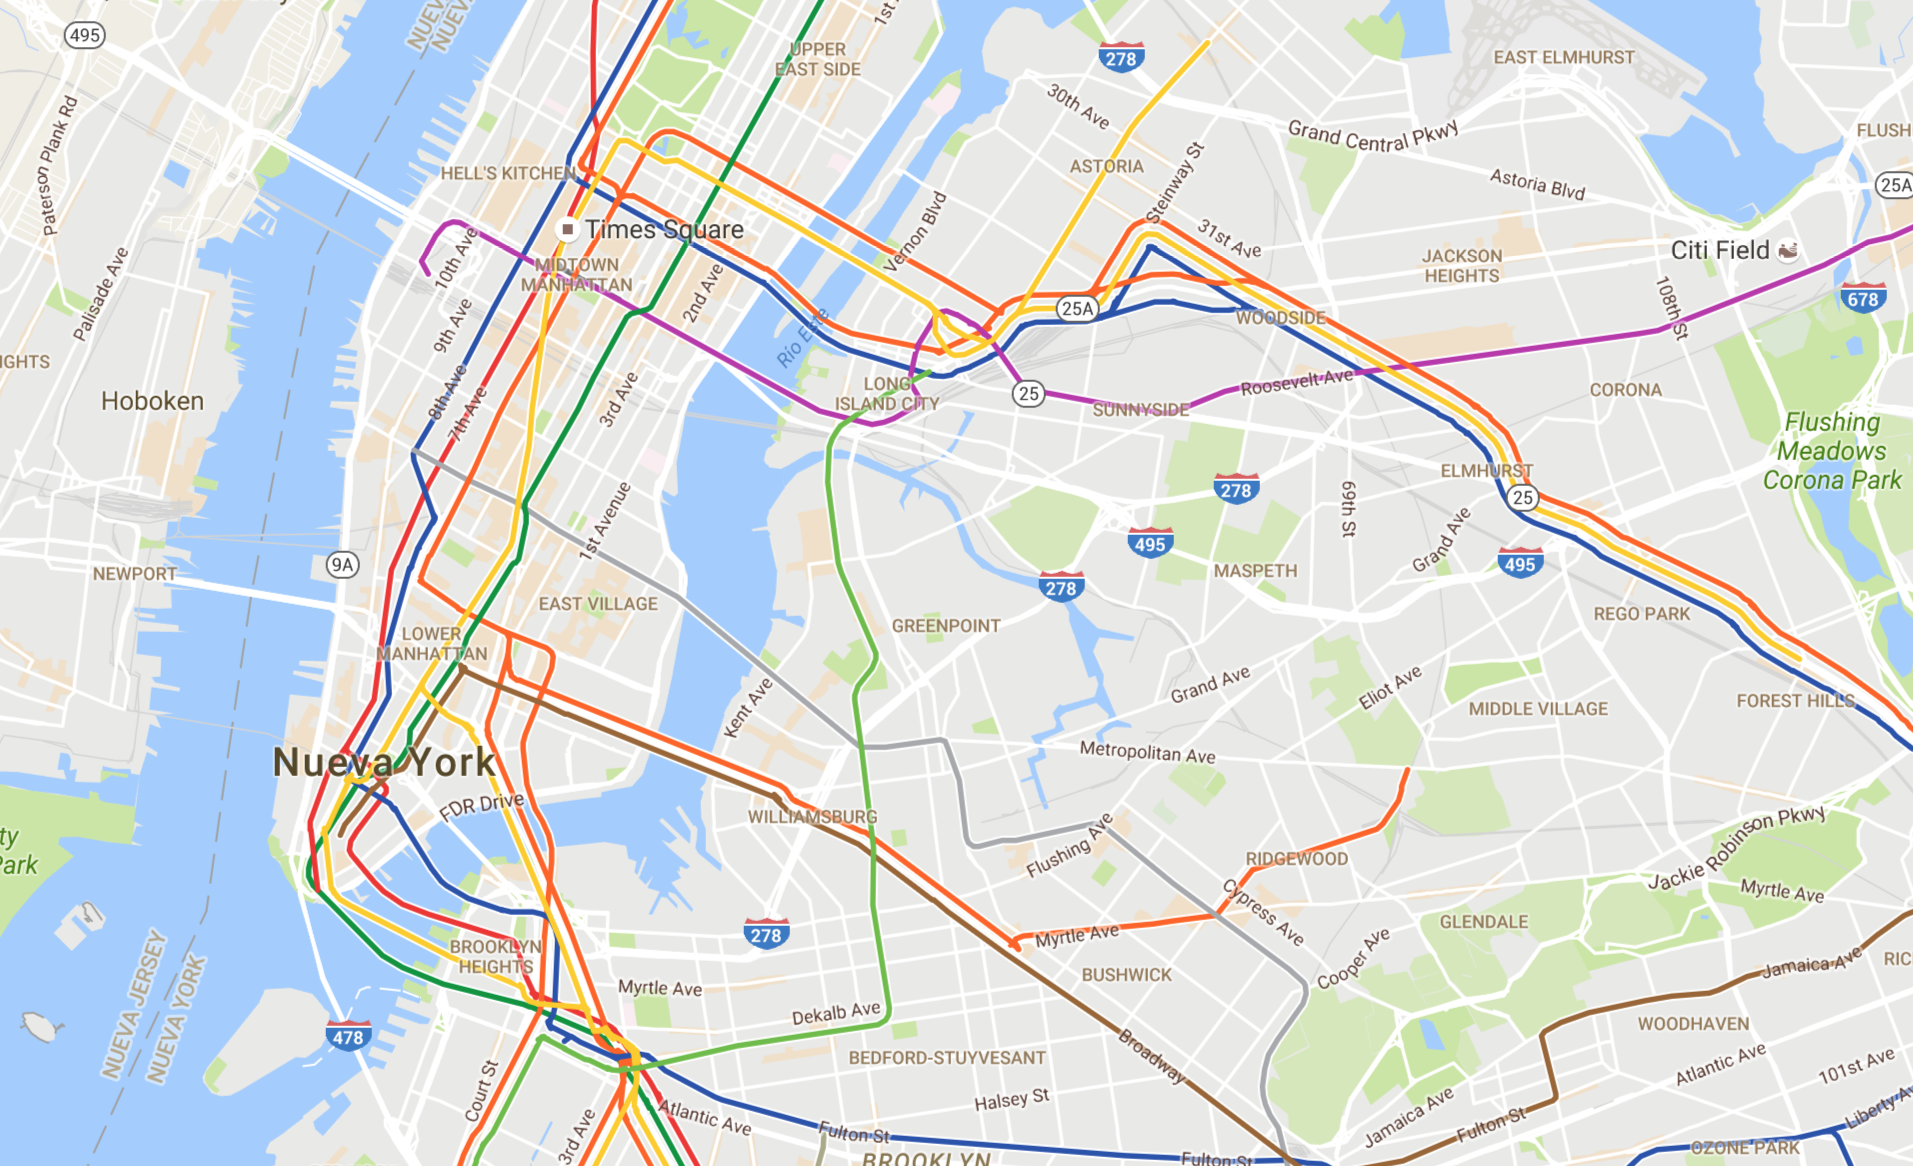 495
NUEVA
NUEV
UPPER
EAST SIDE
1st
278
EAST ELMHURST
30th Ave
Grand Central Pkwy
FLUSHI
Paterson Plank Rd
HELL'S KITCHEN
ASTORIA
Steinway St
Astoria Blvd
25A
Times Square
Vernon Blvd
31st Ave
Citi Field
10th Ave
MIDTOWN
MANHATTAN
JACKSON
HEIGHTS
Palisade Ave
2nd Ave
108th St
678
9th Ave
25A
WOODSIDE
Río Este
IGHTS
Hoboken
8th Ave
7th Ave
3rd Ave
LONG
ISLAND CITY
25
SUNNYSIDE
Roosevelt Ave
CORONA
Flushing
Meadows
Corona Park
ELMHURST
278
25
69th St
1st Avenue
495
Grand Ave
9A
NEWPORT
278
MASPETH
495
EAST VILLAGE
GREENPOINT
REGO PARK
LOWER
MANHATTAN
Kent Ave
Grand Ave
Eliot Ave
MIDDLE VILLAGE
FOREST HILLS
Nueva York
Metropolitan Ave
FDR Drive
WILLIAMSBURG
ty
Park
Flushing Ave
RIDGEWOOD
Jackie Robinson Pkwy
Myrtle Ave
Cypress Ave
GLENDALE
278
Myrtle Ave
BROOKLYN
HEIGHTS
BUSHWICK
Cooper Ave
Jamaica Ave
RIC
NUEVA JERSEY
NUEVA YORK
Myrtle Ave
Dekalb Ave
478
WOODHAVEN
BEDFORD-STUYVESANT
Broadway
Atlantic Ave
101st Ave
Court St
Halsey St
Jamaica Ave
Fulton St
Liberty Av
3rd Ave
Atlantic Ave
Fulton St
OZONE PARK
BROOKLYN
Fulton St